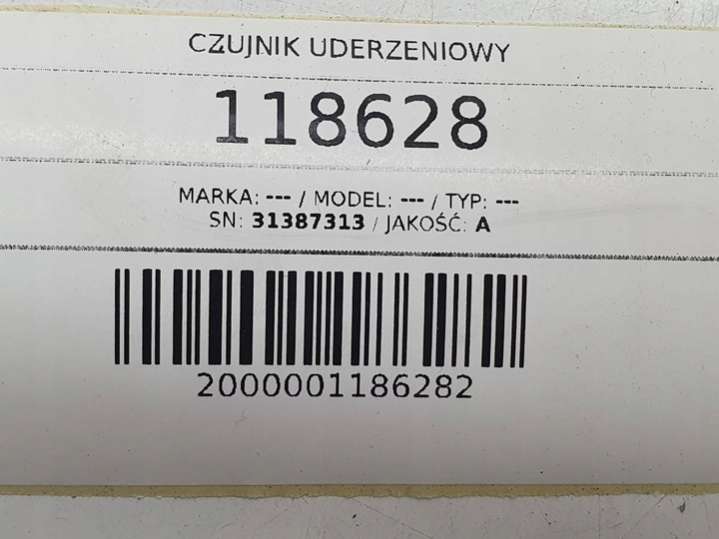 CZUJNIK UDERZENIOWY
118628
MARKA: --- / MODEL: --- / TYP: ---
SN: 31387313 / JAKOŚĆ: A
2000001186282